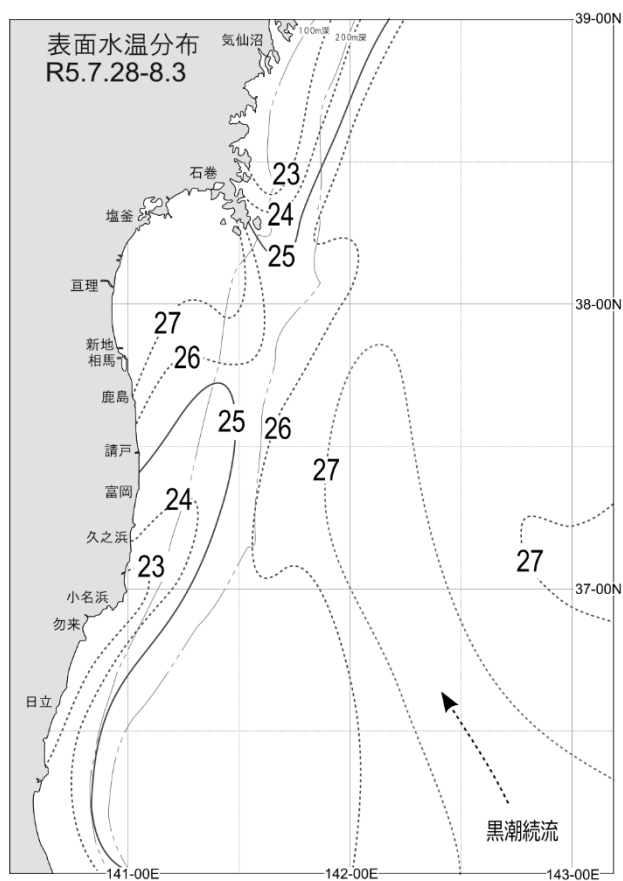 表面水温分布
R5.7.28-8.3
気仙沼
100m深
200m深
39-00N
石巻
23
塩釜
24
25
亘理
38-00N
27
新地
相馬
26
鹿島
25
26
請戸
27
富岡
24
久之浜
23
27
小名浜
37-00N
勿来
日立
黒潮続流
141-00E
142-00E
143-00E